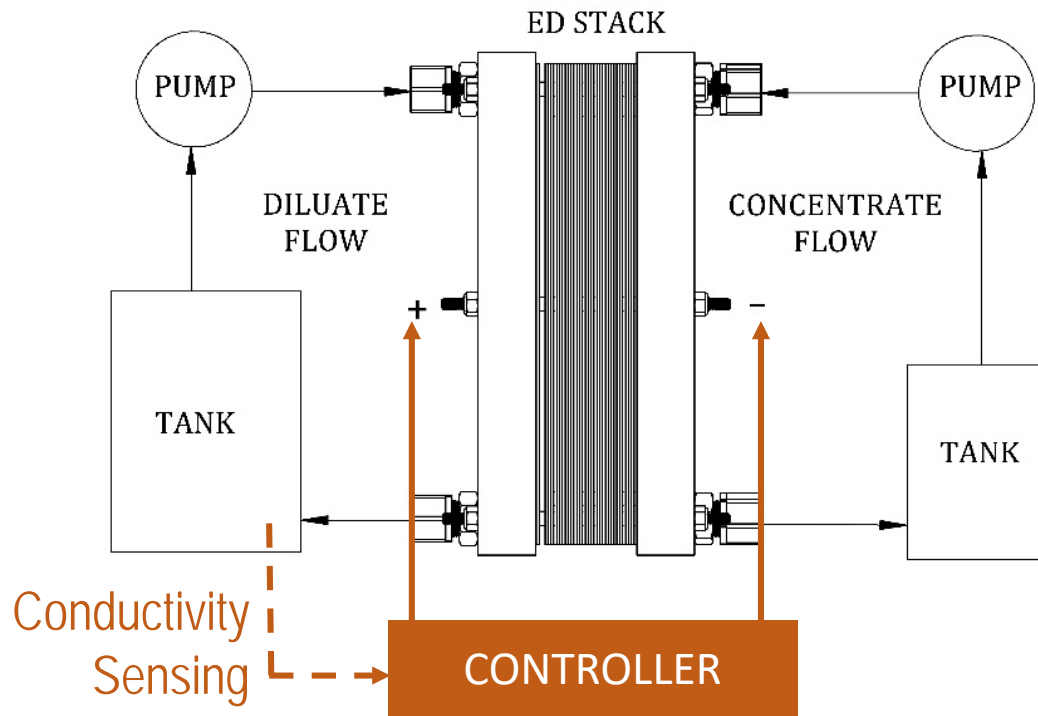 ED STACK
PUMP
PUMP
DILUATE
FLOW
CONCENTRATE
FLOW
+
−
TANK
TANK
Conductivity
Sensing
CONTROLLER